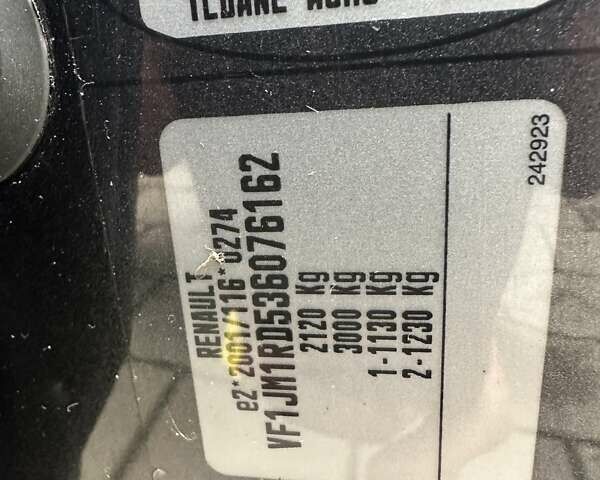 RENAULT
e2*2001/116*0274
VF1JM1RD536076162
2120 Kg
3000 Kg
1-1130 Kg
2-1230 Kg
242923